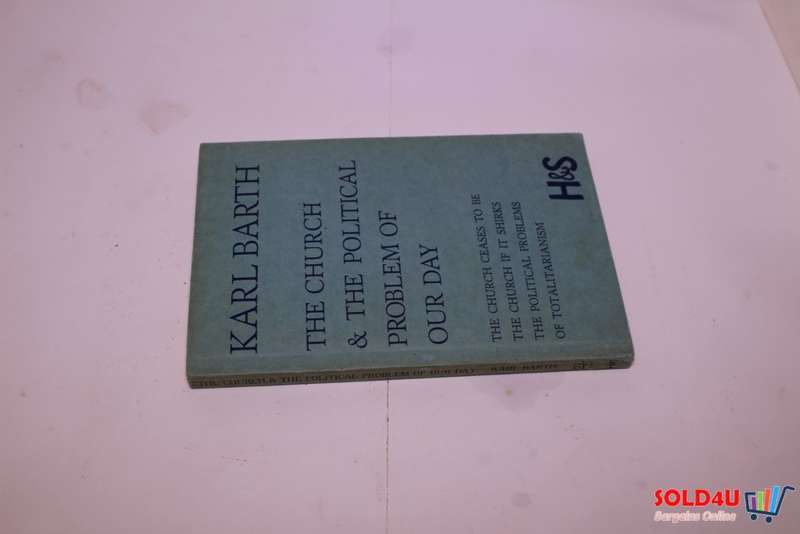 KARL BARTH
THE CHURCH
& THE POLITICAL
PROBLEM OF
OUR DAY
THE CHURCH CEASES TO BE
THE CHURCH IF IT SHIRKS
THE POLITICAL PROBLEMS
OF TOTALITARIANISM
H&S
THE CHURCH & THE POLITICAL PROBLEM OF OUR DAY KARL BARTH
SOLD4U
Bargains Online